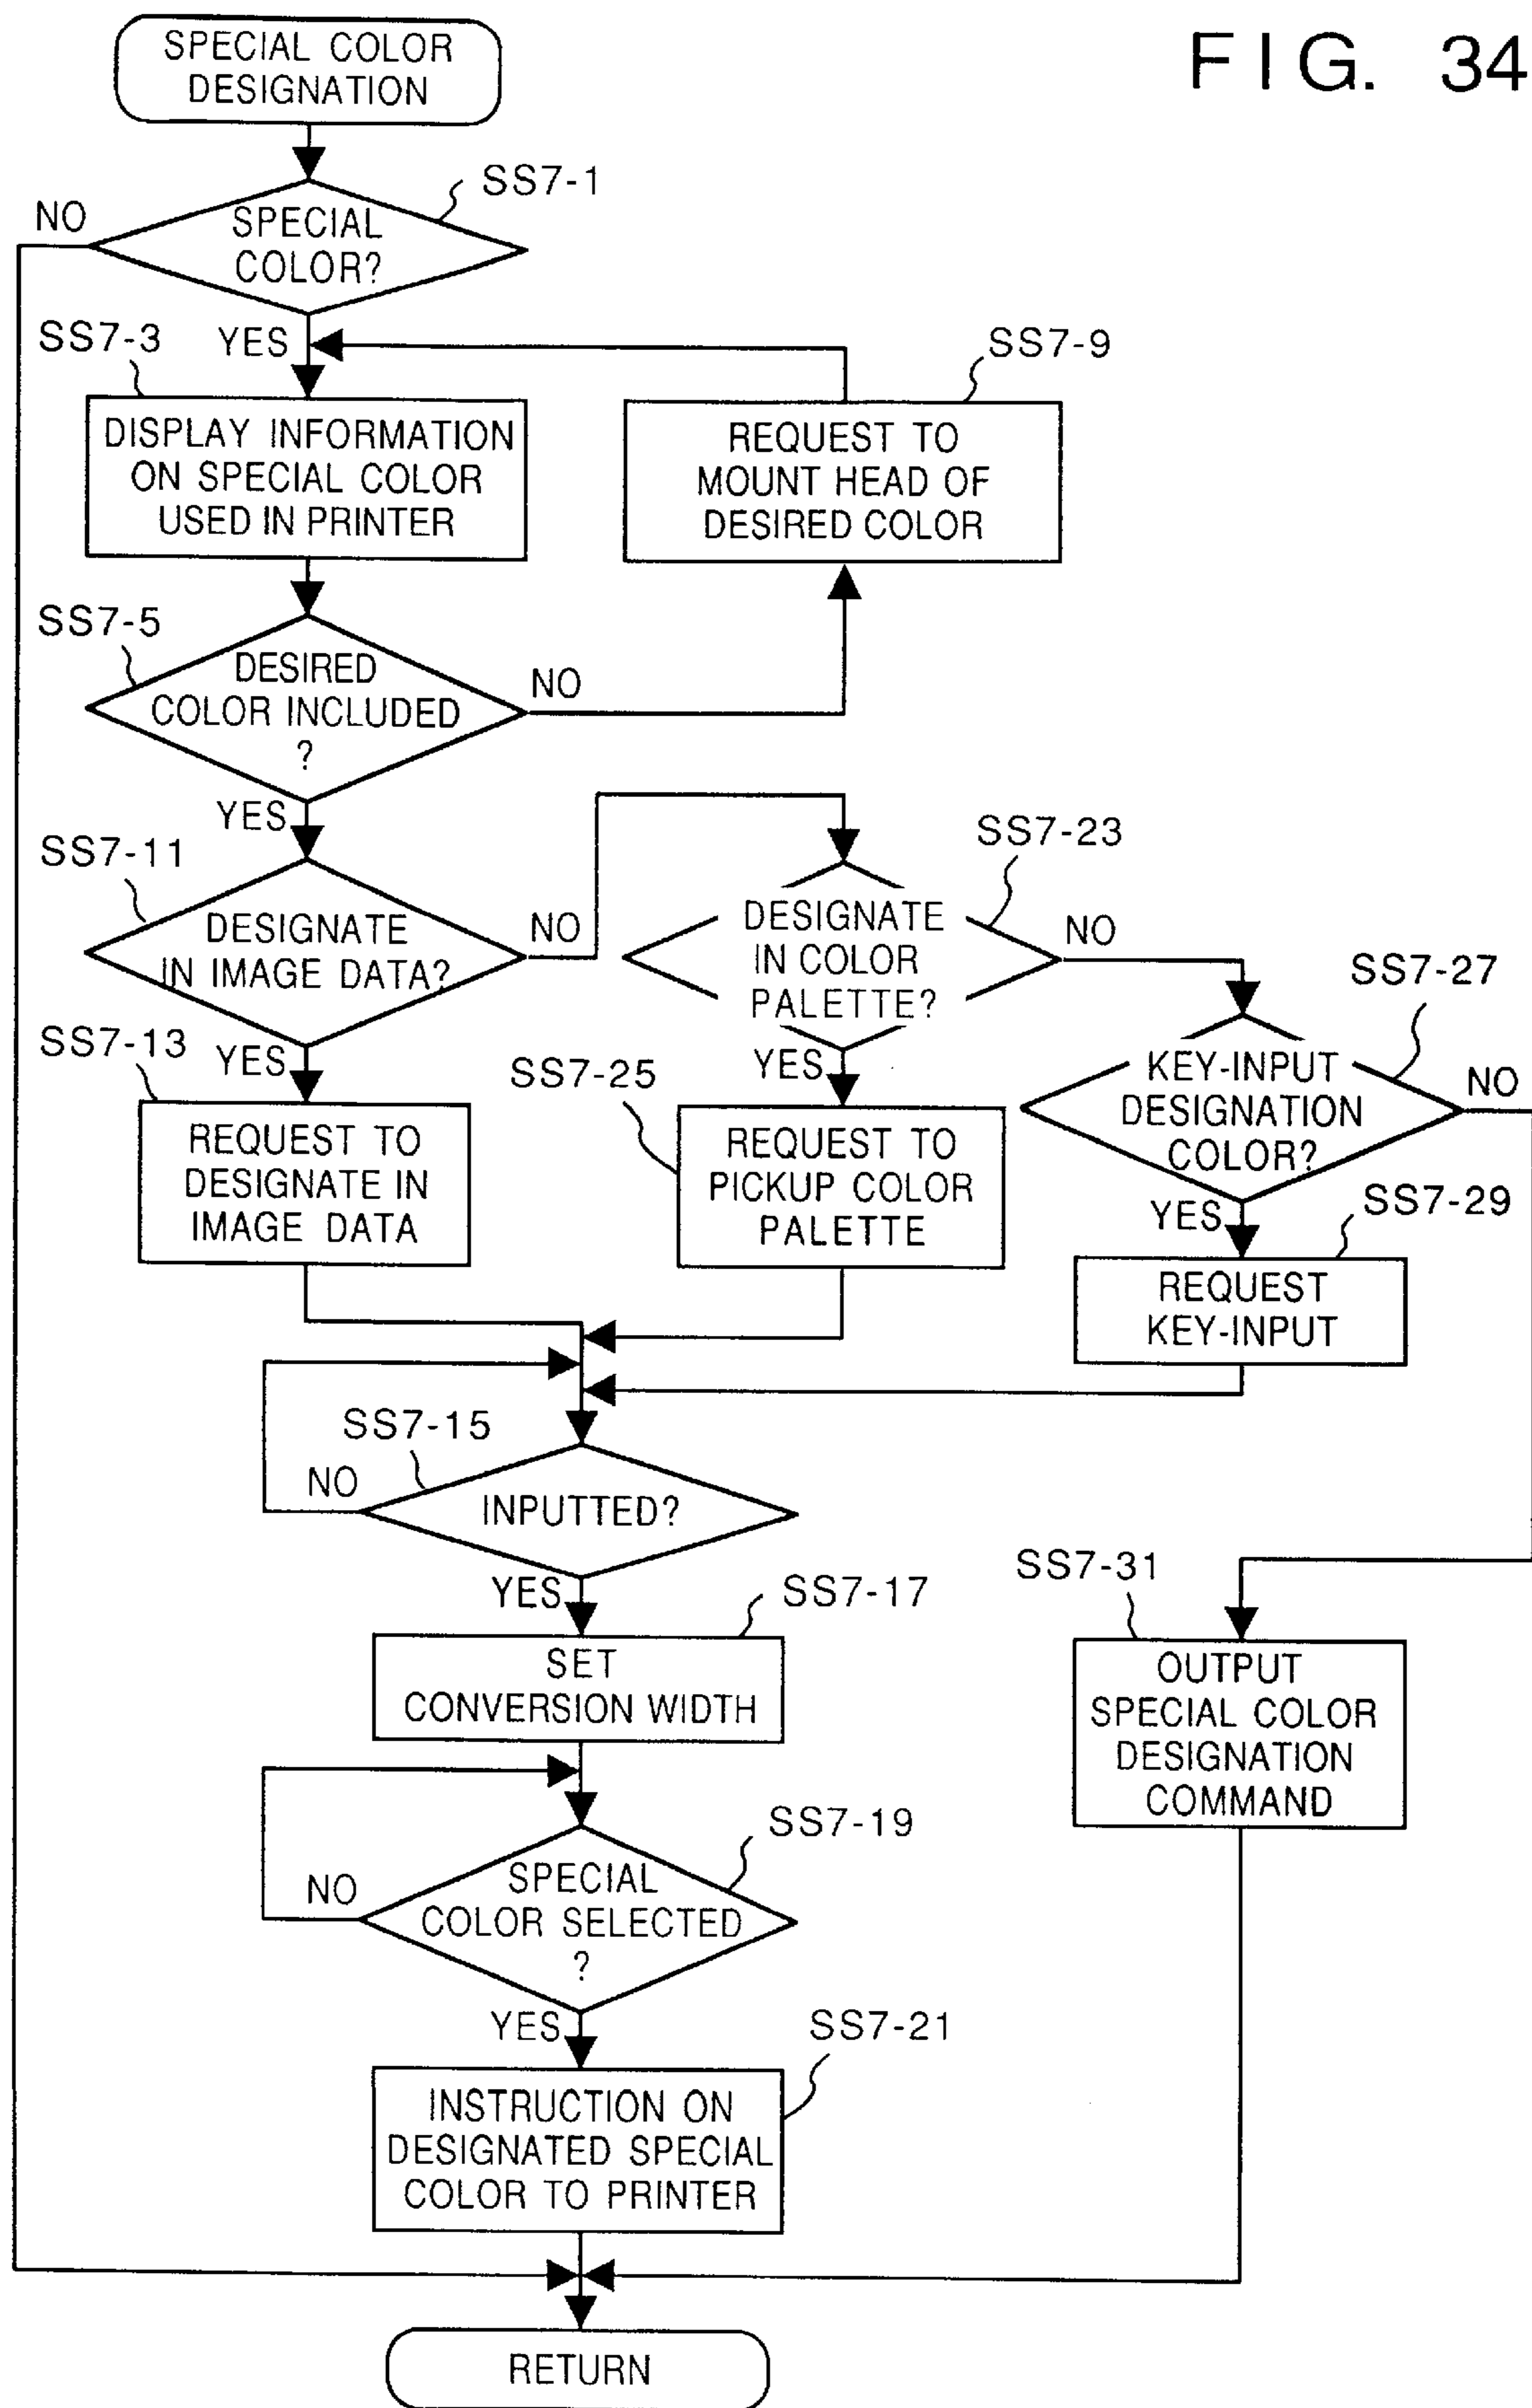 FIG. 34
SPECIAL COLOR
DESIGNATION
SS7-1
NO
SPECIAL
COLOR?
SS7-3
YES
SS7-9
DISPLAY INFORMATION
ON SPECIAL COLOR
USED IN PRINTER
REQUEST TO
MOUNT HEAD OF
DESIRED COLOR
SS7-5
DESIRED
COLOR INCLUDED
?
NO
YES
SS7-11
DESIGNATE
IN IMAGE DATA?
NO
SS7-23
DESIGNATE
IN COLOR
PALETTE?
NO
SS7-27
KEY-INPUT
DESIGNATION
COLOR?
NO
SS7-13
YES
REQUEST TO
DESIGNATE IN
IMAGE DATA
SS7-25
YES
REQUEST TO
PICKUP COLOR
PALETTE
YES
SS7-29
REQUEST
KEY-INPUT
SS7-15
NO
INPUTTED?
YES
SS7-17
SET
CONVERSION WIDTH
SS7-31
OUTPUT
SPECIAL COLOR
DESIGNATION
COMMAND
SS7-19
NO
SPECIAL
COLOR SELECTED
?
YES
SS7-21
INSTRUCTION ON
DESIGNATED SPECIAL
COLOR TO PRINTER
RETURN